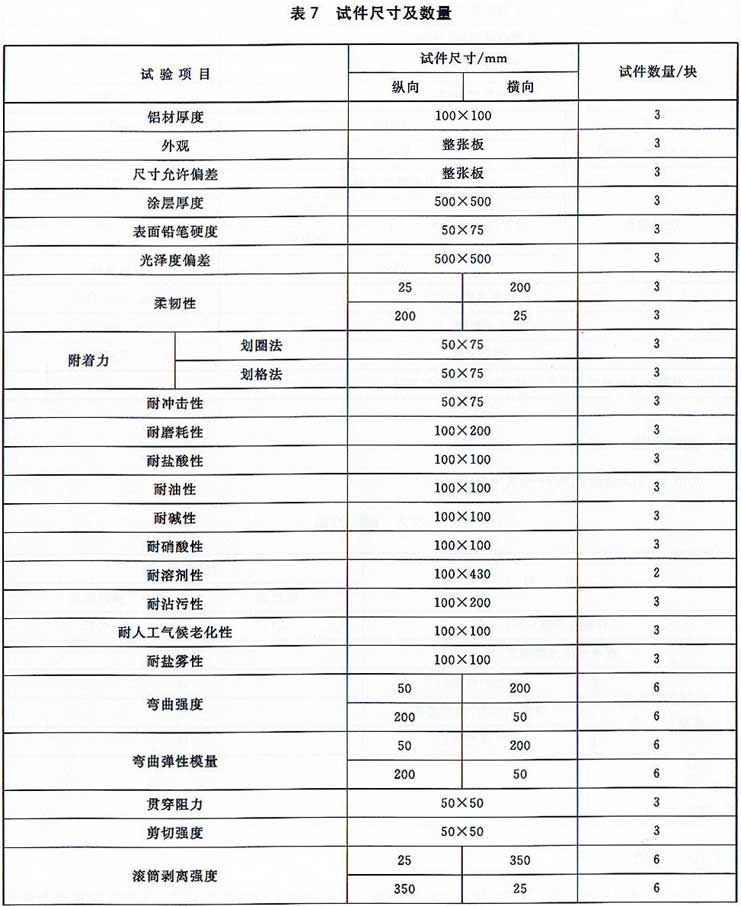 表7 试件尺寸及数量
试验项目 试件尺寸/mm 试件数量/块
纵向 横向
铝材厚度 100×100 3
外观 整张板 3
尺寸允许偏差 整张板 3
涂层厚度 500×500 3
表面铅笔硬度 50×75 3
光泽度偏差 500×500 3
柔韧性 25 200 3
200 25 3
附着力 划圈法 50×75 3
划格法 50×75 3
耐冲击性 50×75 3
耐磨耗性 100×200 3
耐盐酸性 100×100 3
耐油性 100×100 3
耐碱性 100×100 3
耐硝酸性 100×100 3
耐溶剂性 100×430 2
耐沾污性 100×200 3
耐人工气候老化性 100×100 3
耐盐雾性 100×100 3
弯曲强度 50 200 6
200 50 6
弯曲弹性模量 50 200 6
200 50 6
贯穿阻力 50×50 3
剪切强度 50×50 3
滚筒剥离强度 25 350 6
350 25 6